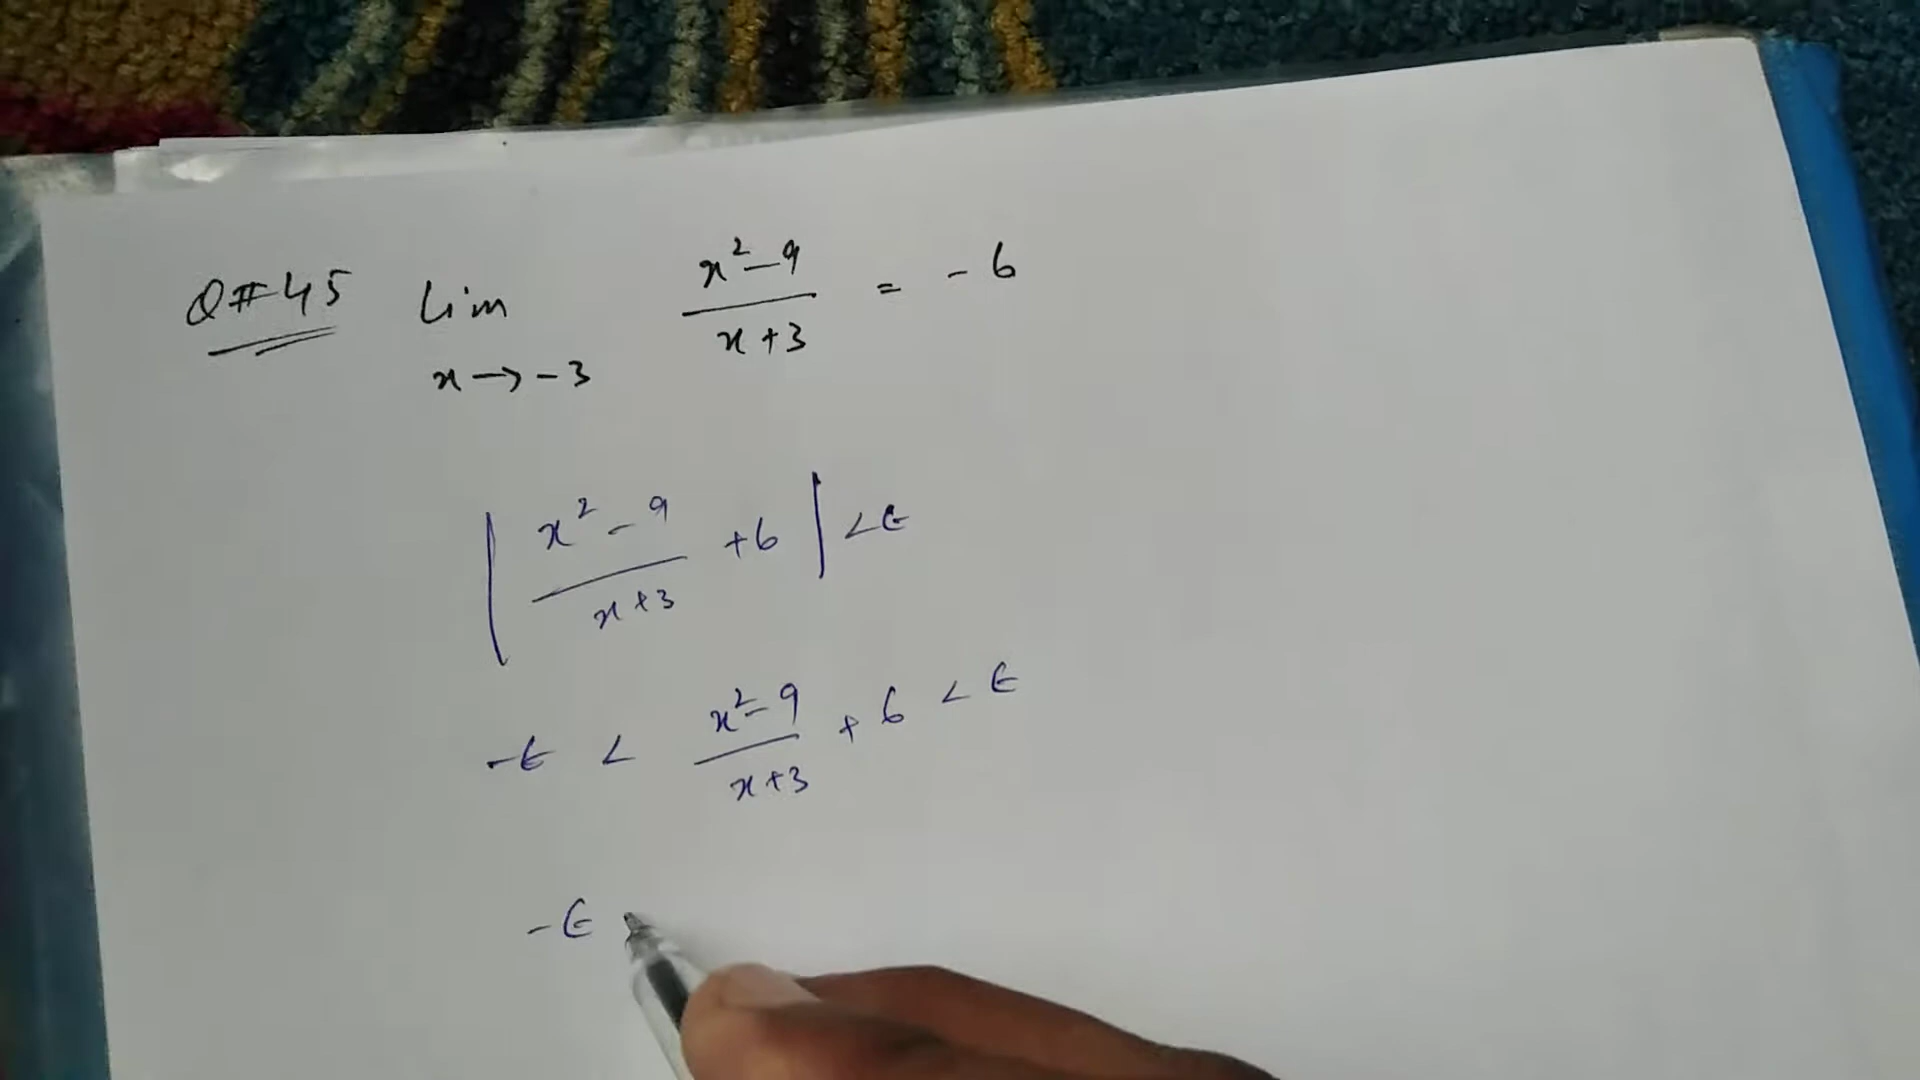 Q#45 lim x→-3 x²-9/x+3 = -6
|x²-9/x+3 +6| <ϵ
-ϵ < x²-9/x+3 + 6 < ϵ
-ϵ